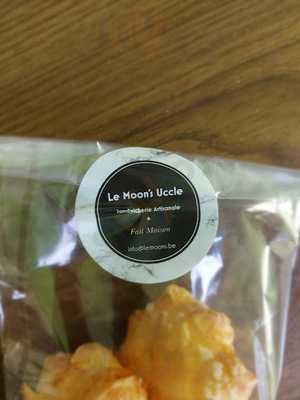 Le Moon's Uccle
Sandwicherie Artisanale
Fait Maison
info@lemoons.be